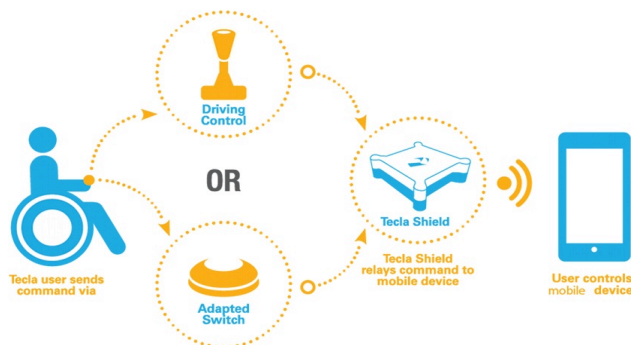 Driving
Control
OR
Tecla Shield
Tecla user sends
command via
Adapted
Switch
Tecla Shield
relays command to
mobile device
User controls
mobile device